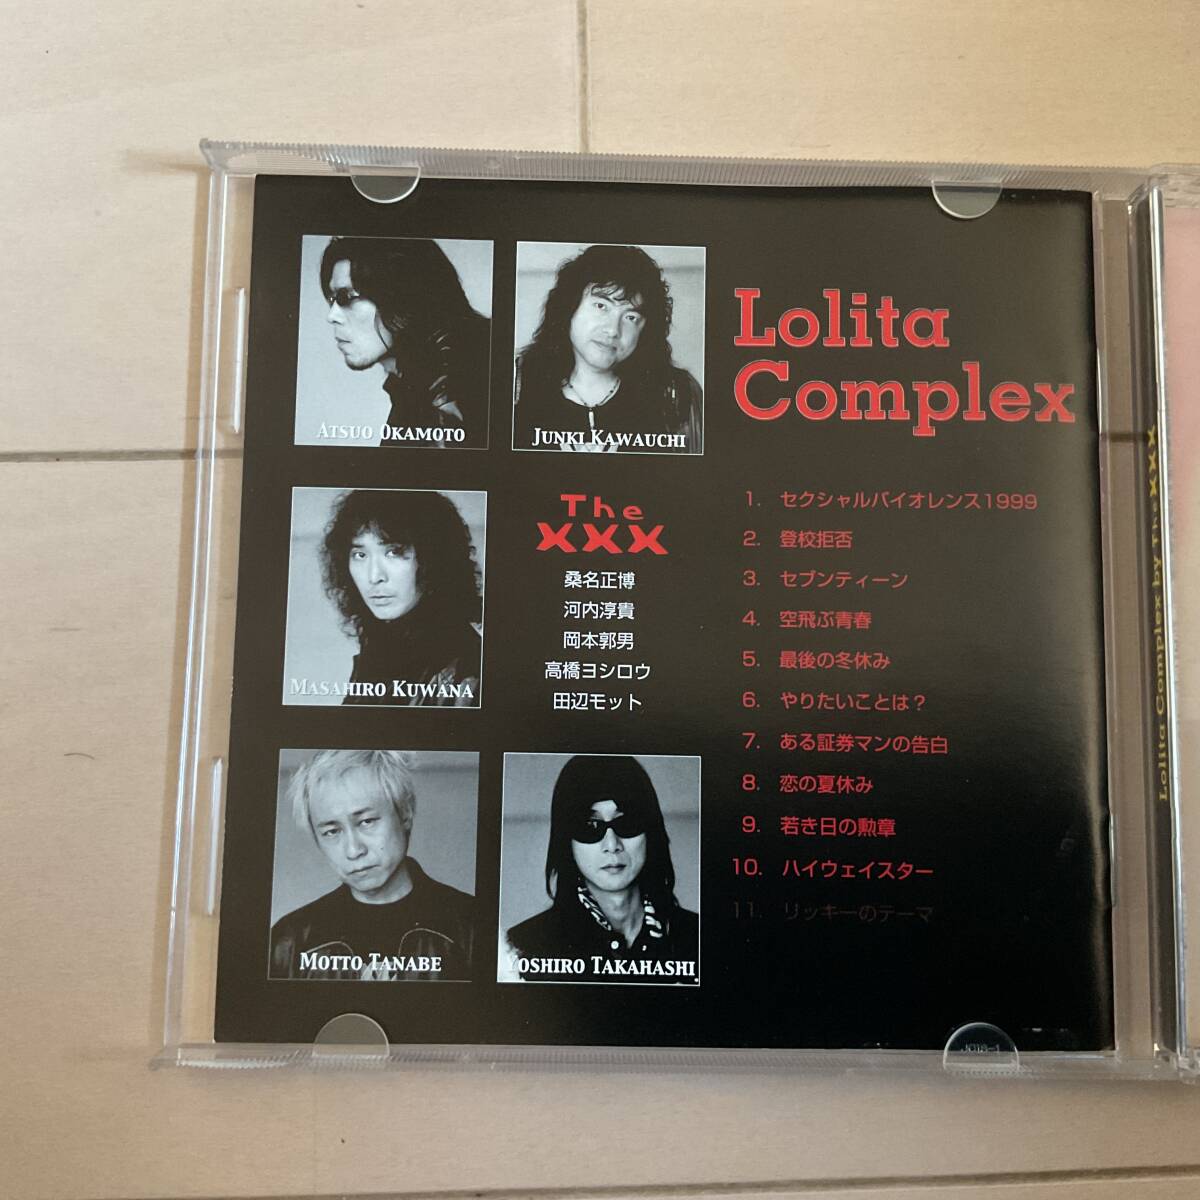 Lolita
Complex
ATSUO OKAMOTO
JUNKI KAWAUCHI
MASAHIRO KUWANA
The
XXX
桑名正博
河内淳貴
岡本郭男
高橋ヨシロウ
田辺モット
MOTTO TANABE
YOSHIRO TAKAHASHI
1. セクシャルバイオレンス1999
2. 登校拒否
3. セブンティーン
4. 空飛ぶ青春
5. 最後の冬休み
6. やりたいことは？
7. ある証券マンの告白
8. 恋の夏休み
9. 若き日の勲章
10. ハイウェイスター
11. リッキーのテーマ
Lolita Complex by The XXX